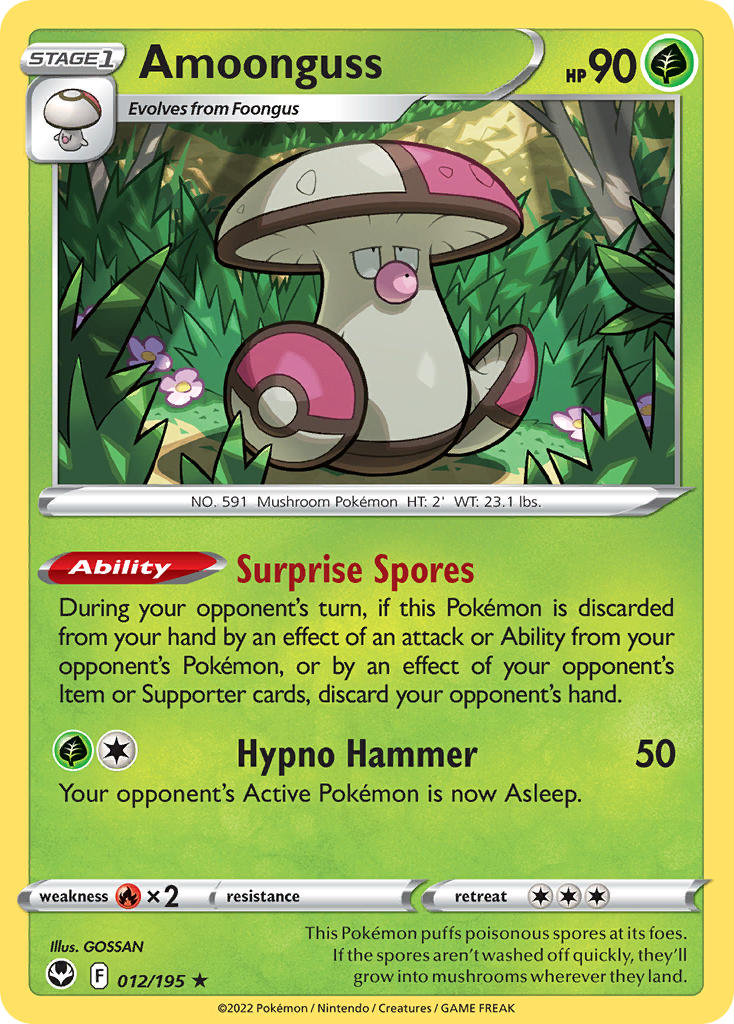 STAGE1
Amoonguss
HP90
Evolves from Foongus
NO. 591 Mushroom Pokémon HT: 2' WT: 23.1 lbs.
Ability Surprise Spores
During your opponent's turn, if this Pokémon is discarded
from your hand by an effect of an attack or Ability from your
opponent's Pokémon, or by an effect of your opponent's
Item or Supporter cards, discard your opponent's hand.
Hypno Hammer 50
Your opponent's Active Pokémon is now Asleep.
weakness ×2 resistance retreat
Illus. GOSSAN
This Pokémon puffs poisonous spores at its foes.
If the spores aren't washed off quickly, they'll
grow into mushrooms wherever they land.
F 012/195 ★
©2022 Pokémon / Nintendo / Creatures / GAME FREAK